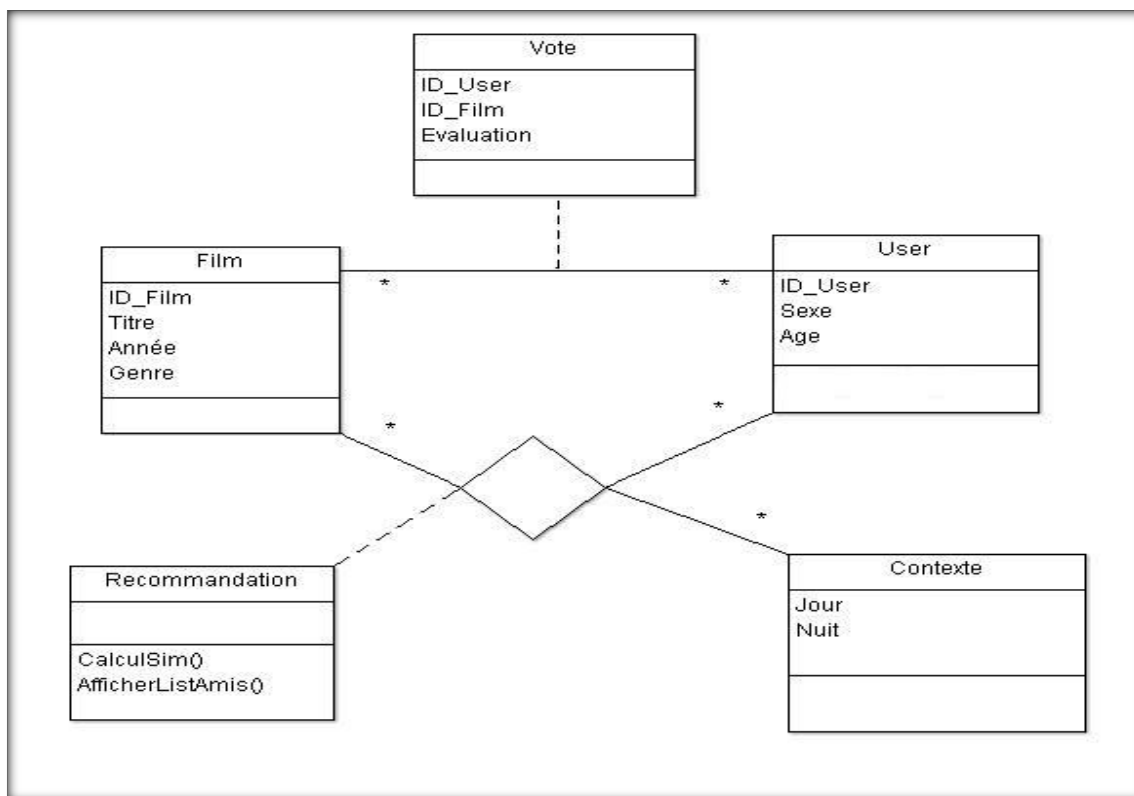 Vote
ID_User
ID_Film
Evaluation
Film
ID_Film
Titre
Année
Genre
*
*
User
ID_User
Sexe
Age
*
*
*
Recommandation
CalculSim()
AfficherListAmis()
Contexte
Jour
Nuit